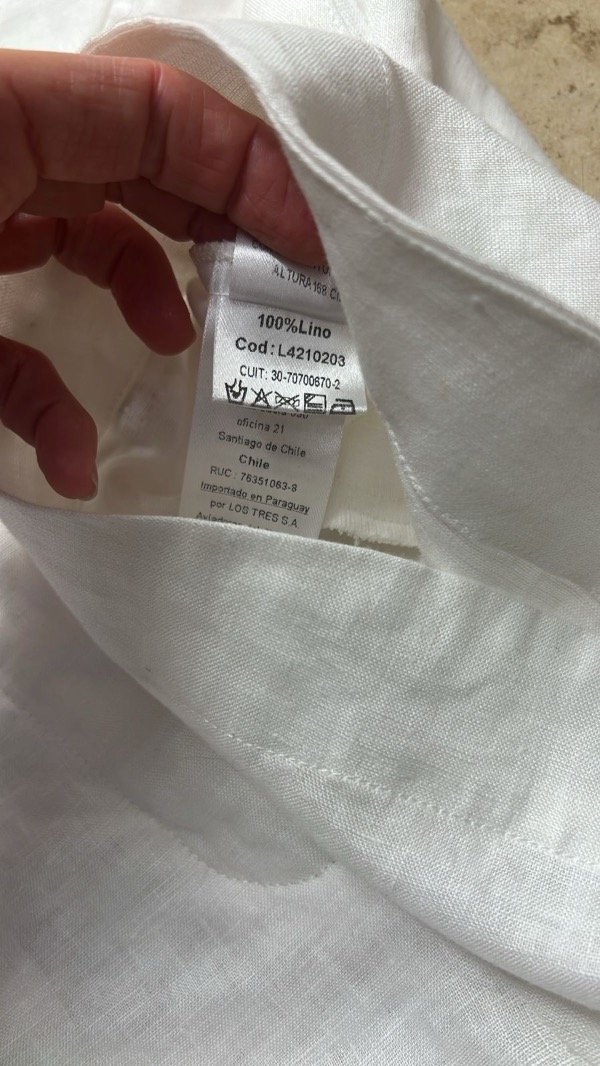 ALTURA 168
100%Lino
Cod: L4210203
CUIT: 30-70700670-2
oficina 21
Santiago de Chile
Chile
RUC : 76351063-8
Importado en Paraguay
por LOS TRES S.A